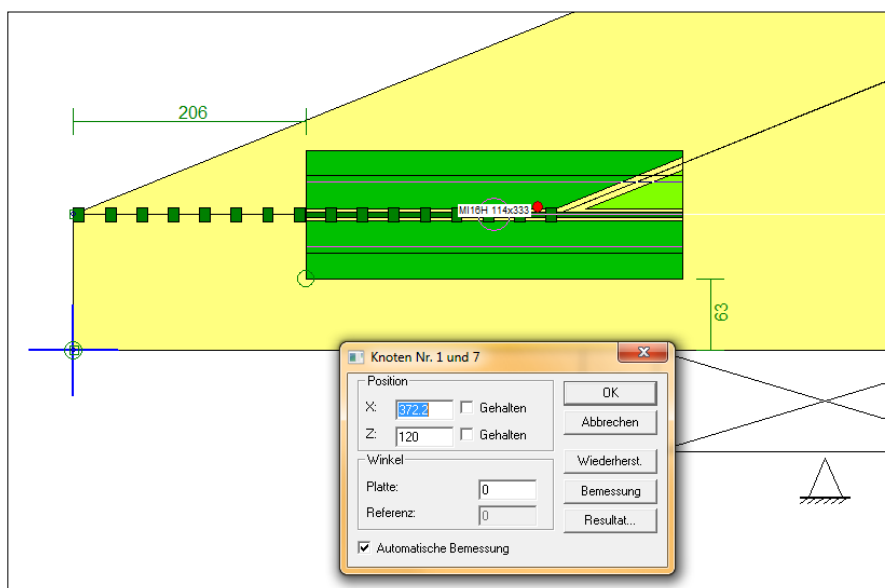 206
MI16H 114x333
63
Knoten Nr. 1 und 7
Position
X: 372.2 Gehalten
Z: 120 Gehalten
Winkel
Platte: 0
Referenz: 0
Automatische Bemessung
OK
Abbrechen
Wiederherst.
Bemessung
Resultat...